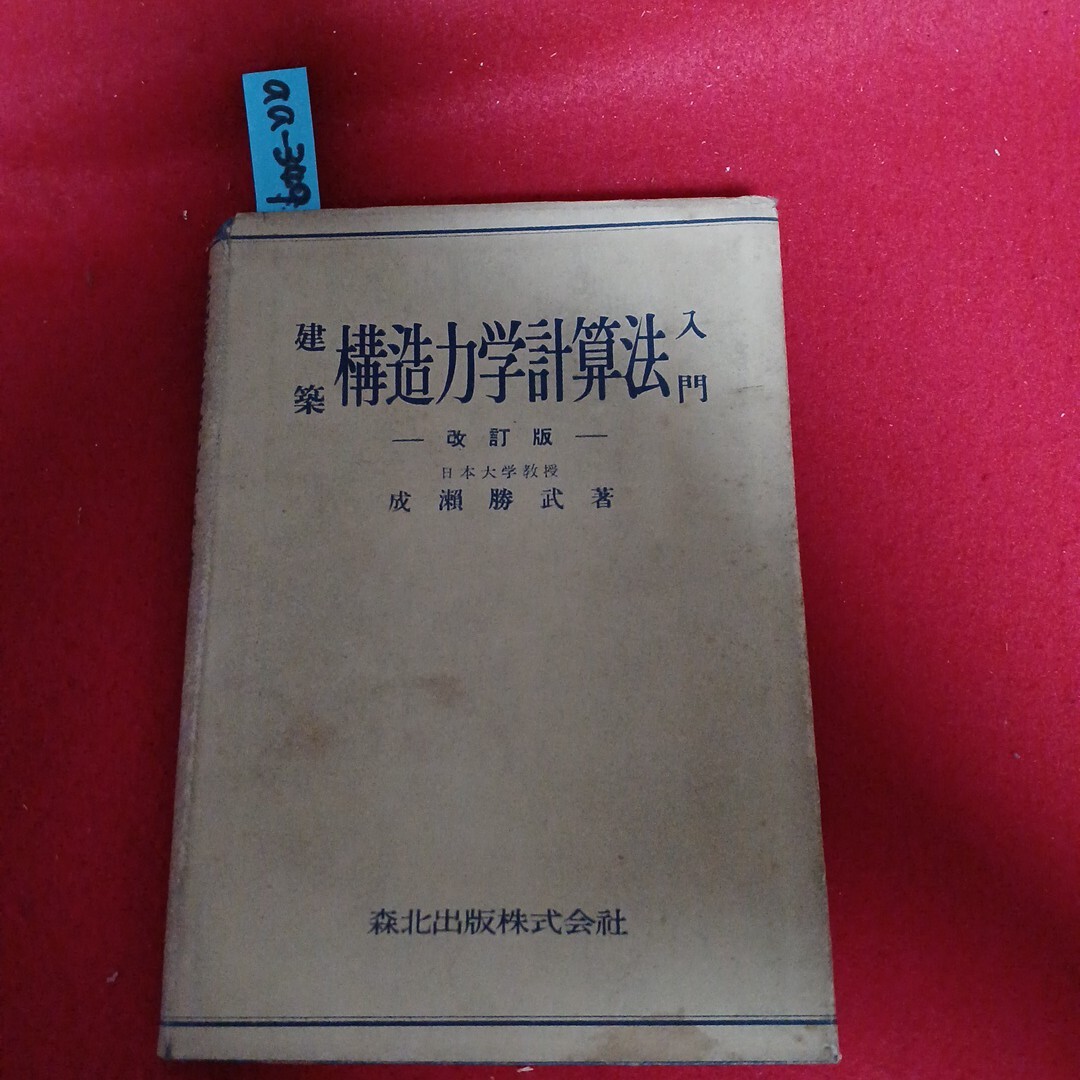 建築 構造力学計算法 入門
— 改訂版 —
日本大学教授
成瀬勝武著
森北出版株式会社